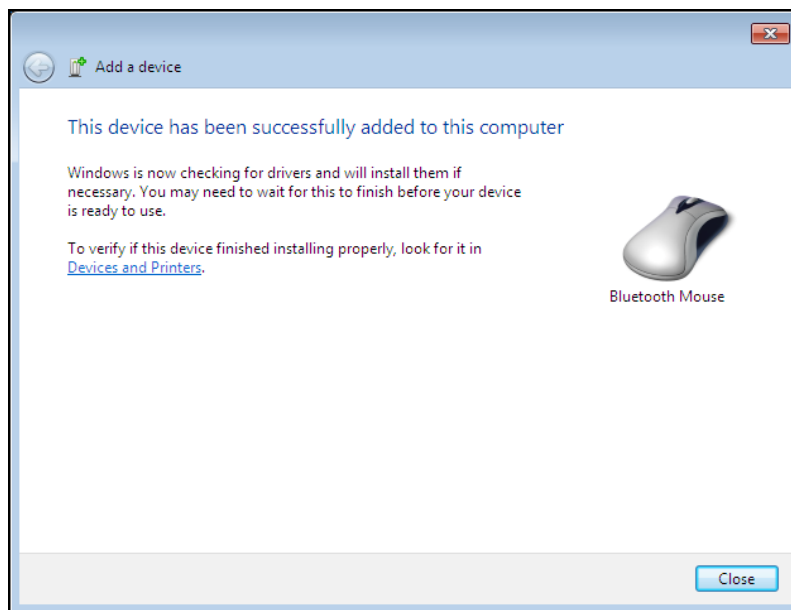 Add a device
This device has been successfully added to this computer
Windows is now checking for drivers and will install them if
necessary. You may need to wait for this to finish before your device
is ready to use.
To verify if this device finished installing properly, look for it in
Devices and Printers.
Bluetooth Mouse
Close